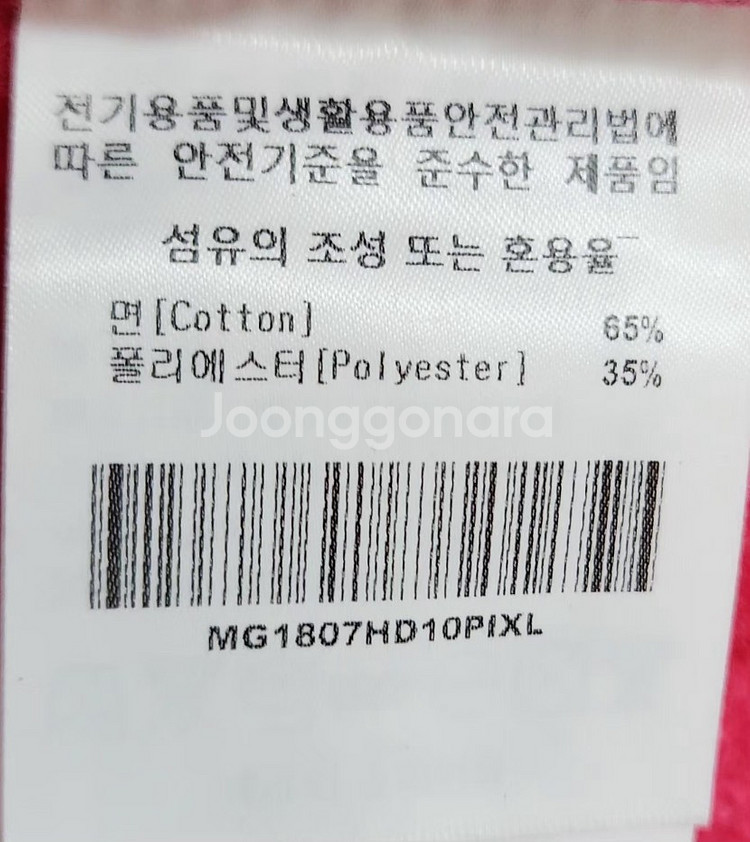 전기용품및생활용품안전관리법에
따른 안전기준을 준수한 제품임
섬유의 조성 또는 혼용율
면[Cotton] 65%
폴리에스터[Polyester] 35%
Joonggonara
MG1807HD10PIXL